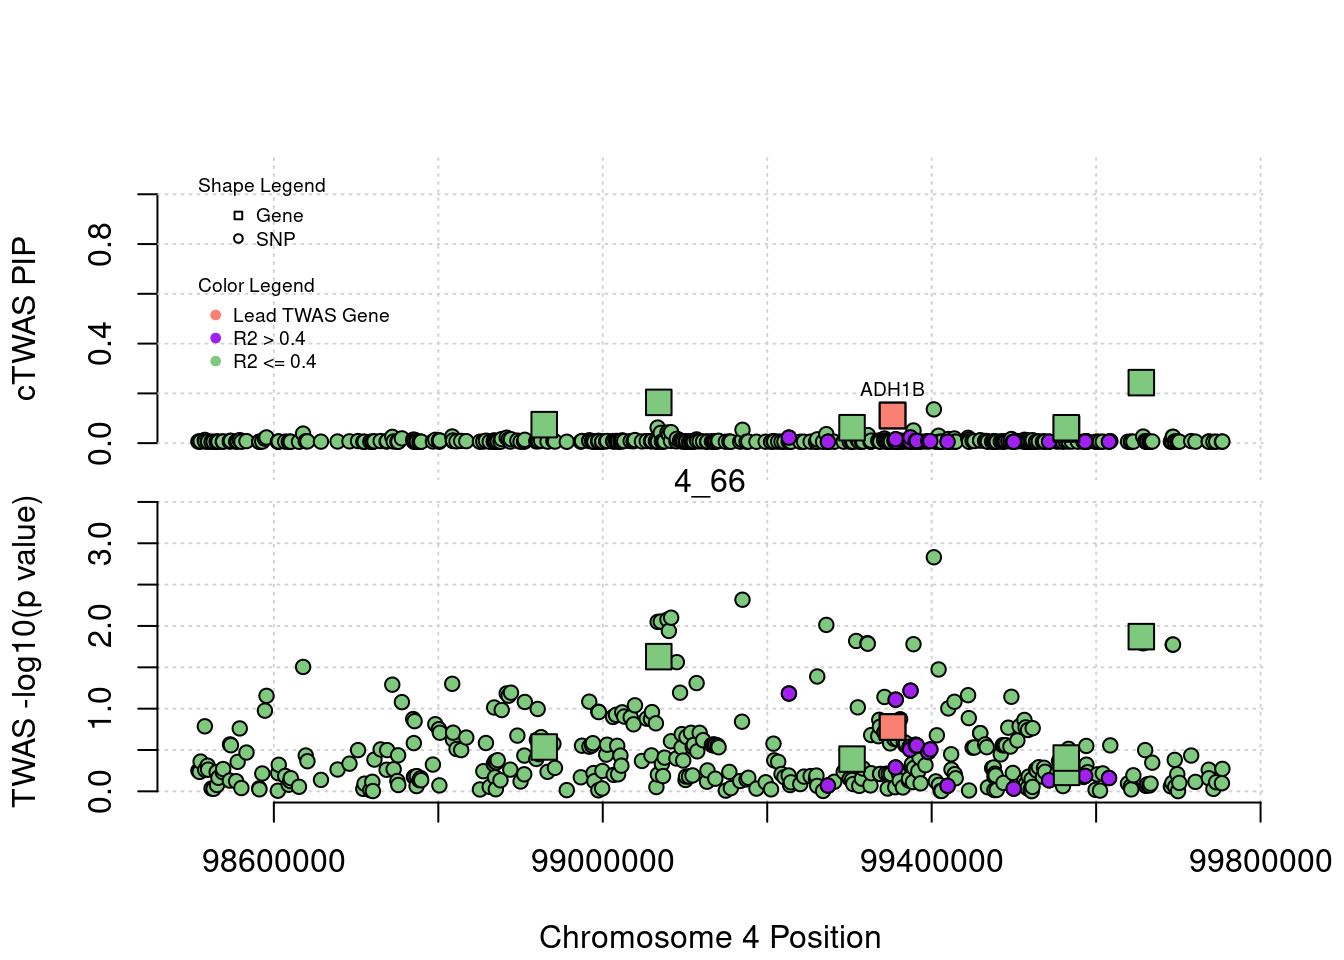 Shape Legend
Gene
SNP
Color Legend
Lead TWAS Gene
R2 > 0.4
R2 <= 0.4
cTWAS PIP
0.8
0.4
0.0
ADH1B
4_66
TWAS -log10(p value)
3.0
2.0
1.0
0.0
98600000
99000000
99400000
99800000
Chromosome 4 Position